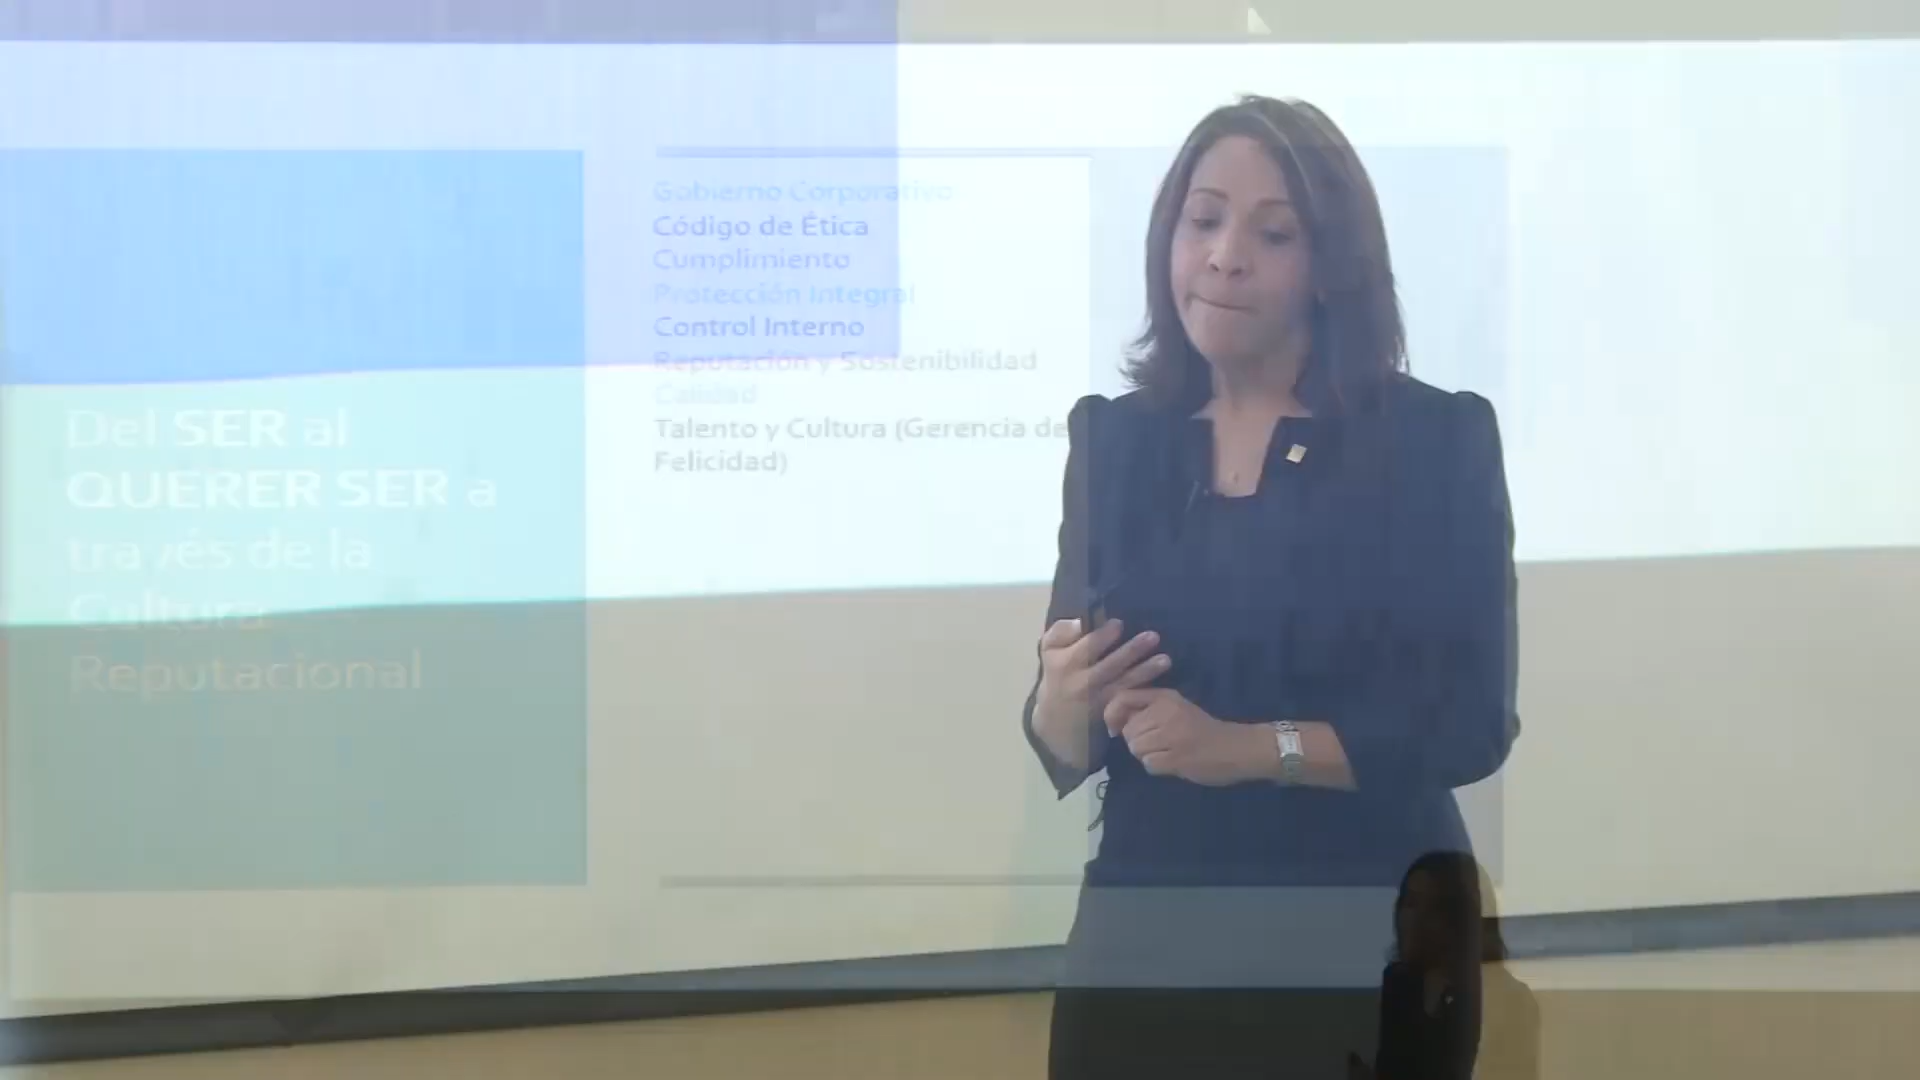 Del SER al
QUERER SER a
través de la
Cultura
Reputacional
Gobierno Corporativo
Código de Ética
Cumplimiento
Protección Integral
Control Interno
Reputación y Sostenibilidad
Calidad
Talento y Cultura (Gerencia de
Felicidad)